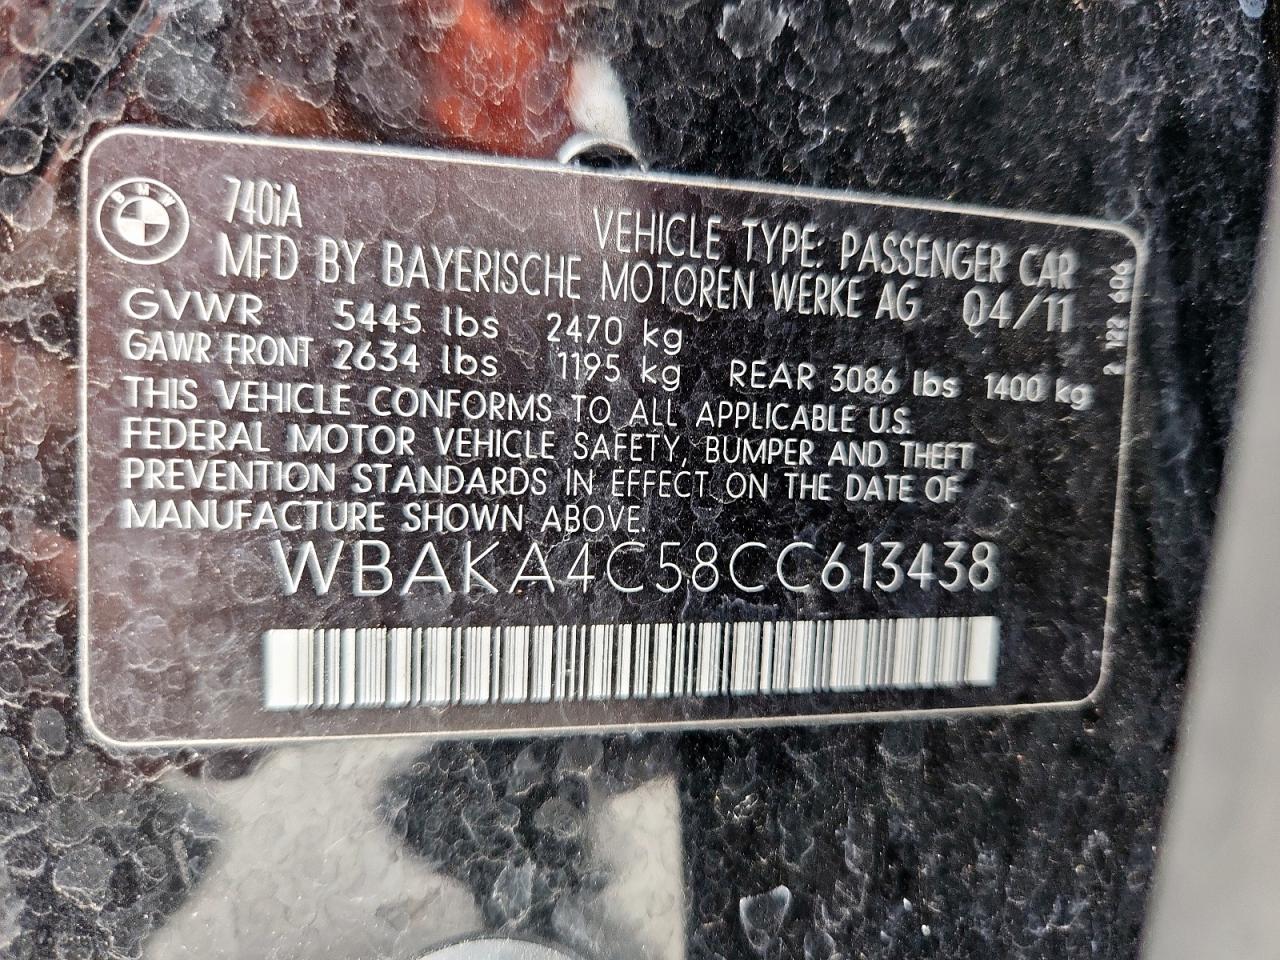 BMW
740iA
VEHICLE TYPE: PASSENGER CAR
MFD BY BAYERISCHE MOTOREN WERKE AG 04/11
GVWR 5445 lbs 2470 kg
GAWR FRONT 2634 lbs 1195 kg REAR 3086 lbs 1400 kg
THIS VEHICLE CONFORMS TO ALL APPLICABLE U.S.
FEDERAL MOTOR VEHICLE SAFETY, BUMPER AND THEFT
PREVENTION STANDARDS IN EFFECT ON THE DATE OF
MANUFACTURE SHOWN ABOVE.
WBAKA4C58CC613438